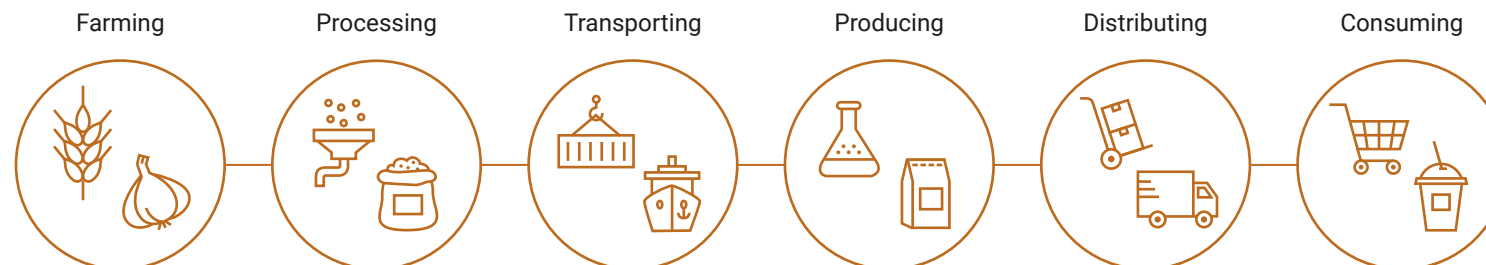 Farming
Processing
Transporting
Producing
Distributing
Consuming